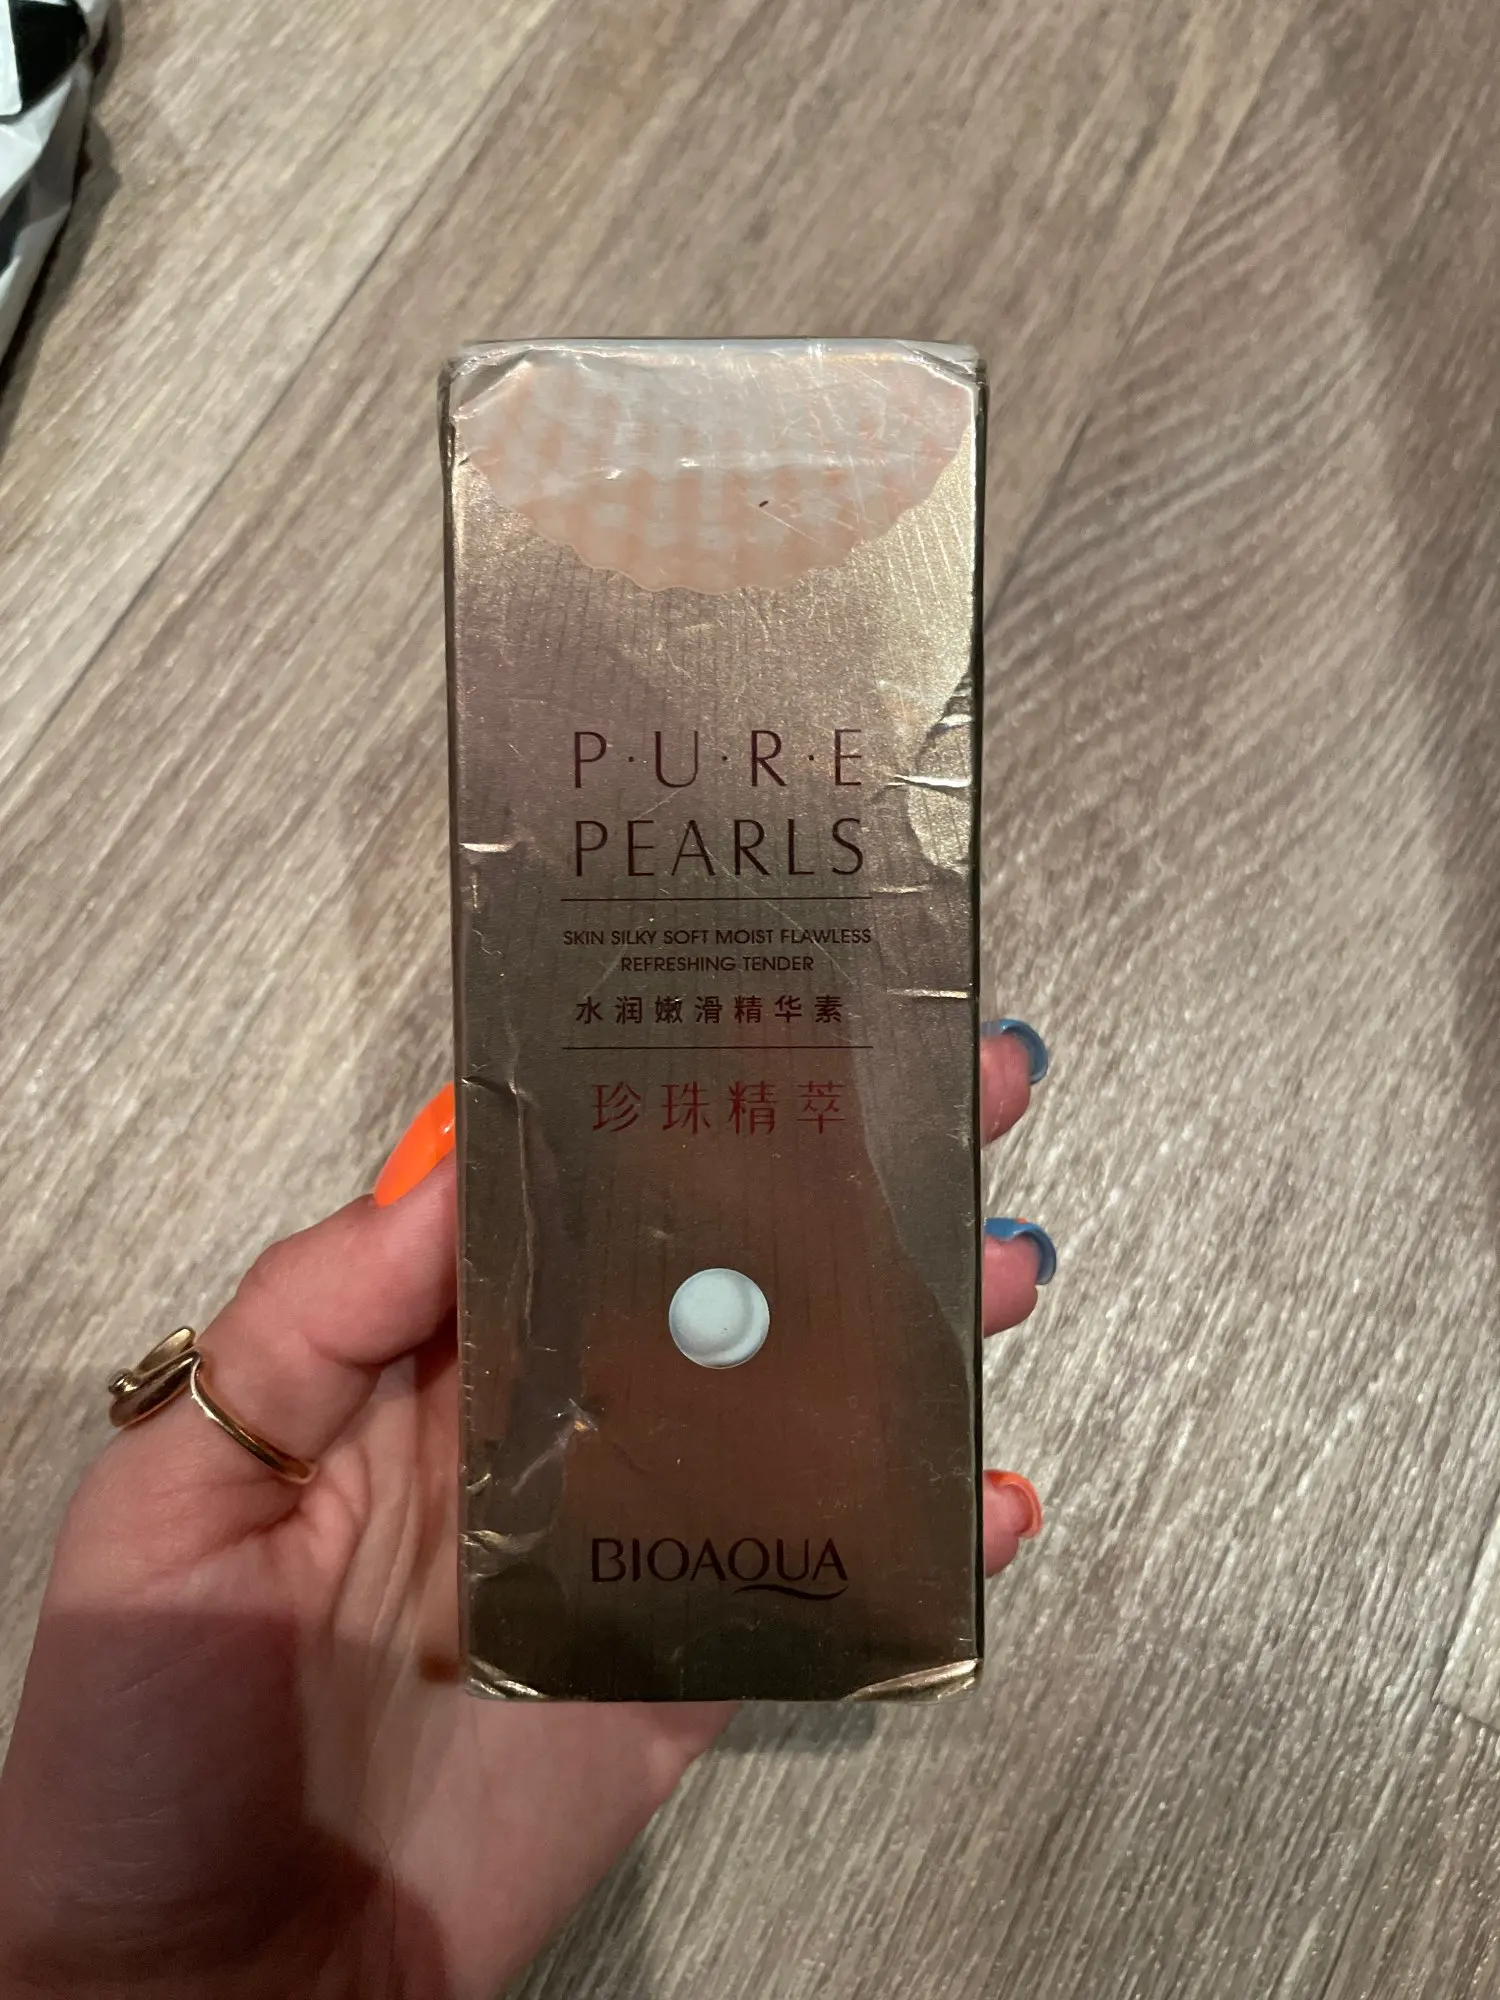 P·U·R·E
PEARLS
SKIN SILKY SOFT MOIST FLAWLESS
REFRESHING TENDER
水润嫩滑精华素
珍珠精萃
BIOAQUA